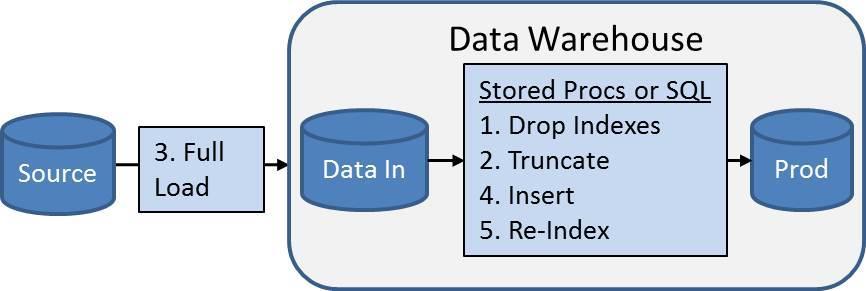 Data Warehouse
Source
3. Full
Load
Data In
Stored Procs or SQL
1. Drop Indexes
2. Truncate
4. Insert
5. Re-Index
Prod